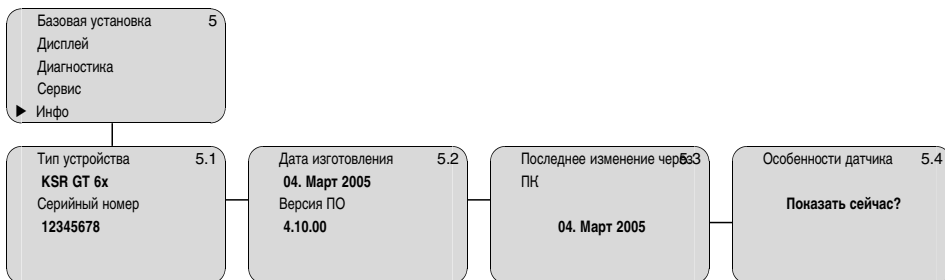 Базовая установка 5
Дисплей
Диагностика
Сервис
▶ Инфо
Тип устройства 5.1
KSR GT 6x
Серийный номер
12345678
Дата изготовления 5.2
04. Март 2005
Версия ПО
4.10.00
Последнее изменение через 5.3
ПК
04. Март 2005
Особенности датчика 5.4
Показать сейчас?